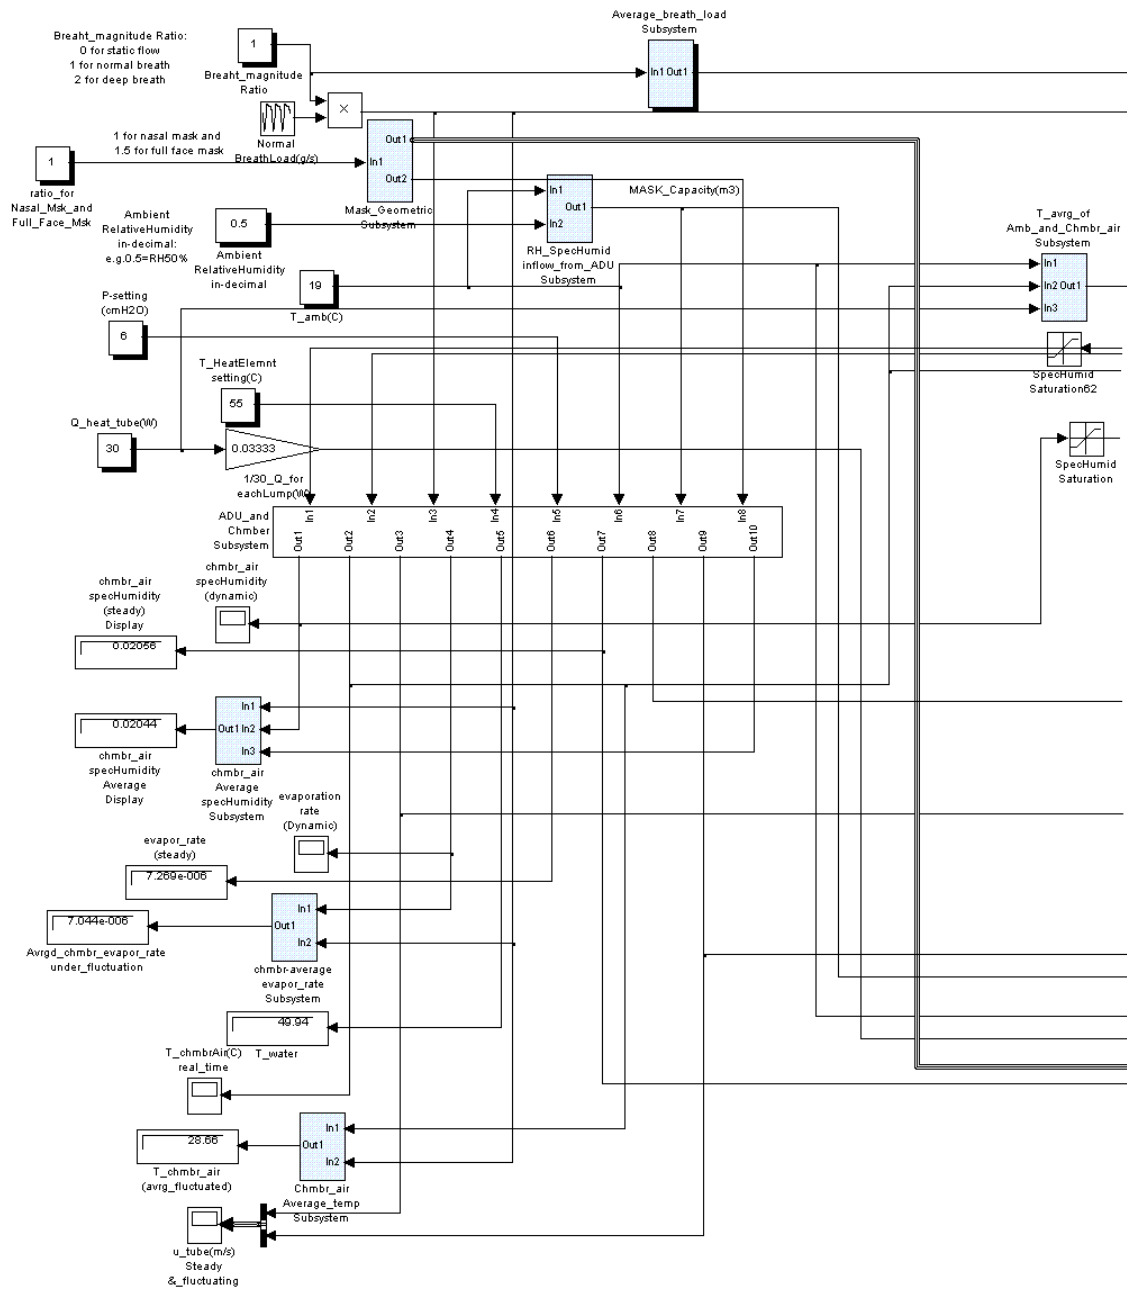 Average_breath_load
Subsystem
In1 Out1
Breaht_magnitude Ratio:
0 for static flow
1 for normal breath
2 for deep breath
1
Breaht_magnitude
Ratio
×
Normal
BreathLoad(g/s)
1 for nasal mask and
1.5 for full face mask
1
ratio_for
Nasal_Msk_and
Full_Face_Msk
In1
Out1
Out2
Mask_Geometric
Subsystem
Ambient
RelativeHumidity
in-decimal:
e.g.0.5=RH50%
0.5
Ambient
RelativeHumidity
in-decimal
In1
In2
Out1
RH_SpecHumid
inflow_from_ADU
Subsystem
MASK_Capacity(m3)
T_avrg_of
Amb_and_Chmbr_air
Subsystem
In1
In2 Out1
In3
19
T_amb(C)
P-setting
(cmH2O)
6
SpecHumid
Saturation62
T_HeatElemnt
setting(C)
55
Q_heat_tube(W)
30
0.03333
1/30_Q_for
eachLump(W)
SpecHumid
Saturation
ADU_and
Chmber
Subsystem
In1
In2
In3
In4
In5
In6
In7
In8
Out1
Out2
Out3
Out4
Out5
Out6
Out7
Out8
Out9
Out10
chmbr_air
specHumidity
(dynamic)
chmbr_air
specHumidity
(steady)
Display
0.02056
0.02044
chmbr_air
specHumidity
Average
Display
In1
Out1 In2
In3
chmbr_air
Average
specHumidity
Subsystem
evaporation
rate
(Dynamic)
evapor_rate
(steady)
7.269e-006
7.044e-006
Avrgd_chmbr_evapor_rate
under_fluctuation
In1
Out1
In2
chmbr-average
evapor_rate
Subsystem
49.94
T_water
T_chmbrAir(C)
real_time
28.66
T_chmbr_air
(avrg_fluctuated)
In1
Out1
In2
Chmbr_air
Average_temp
Subsystem
u_tube(m/s)
Steady
&_fluctuating